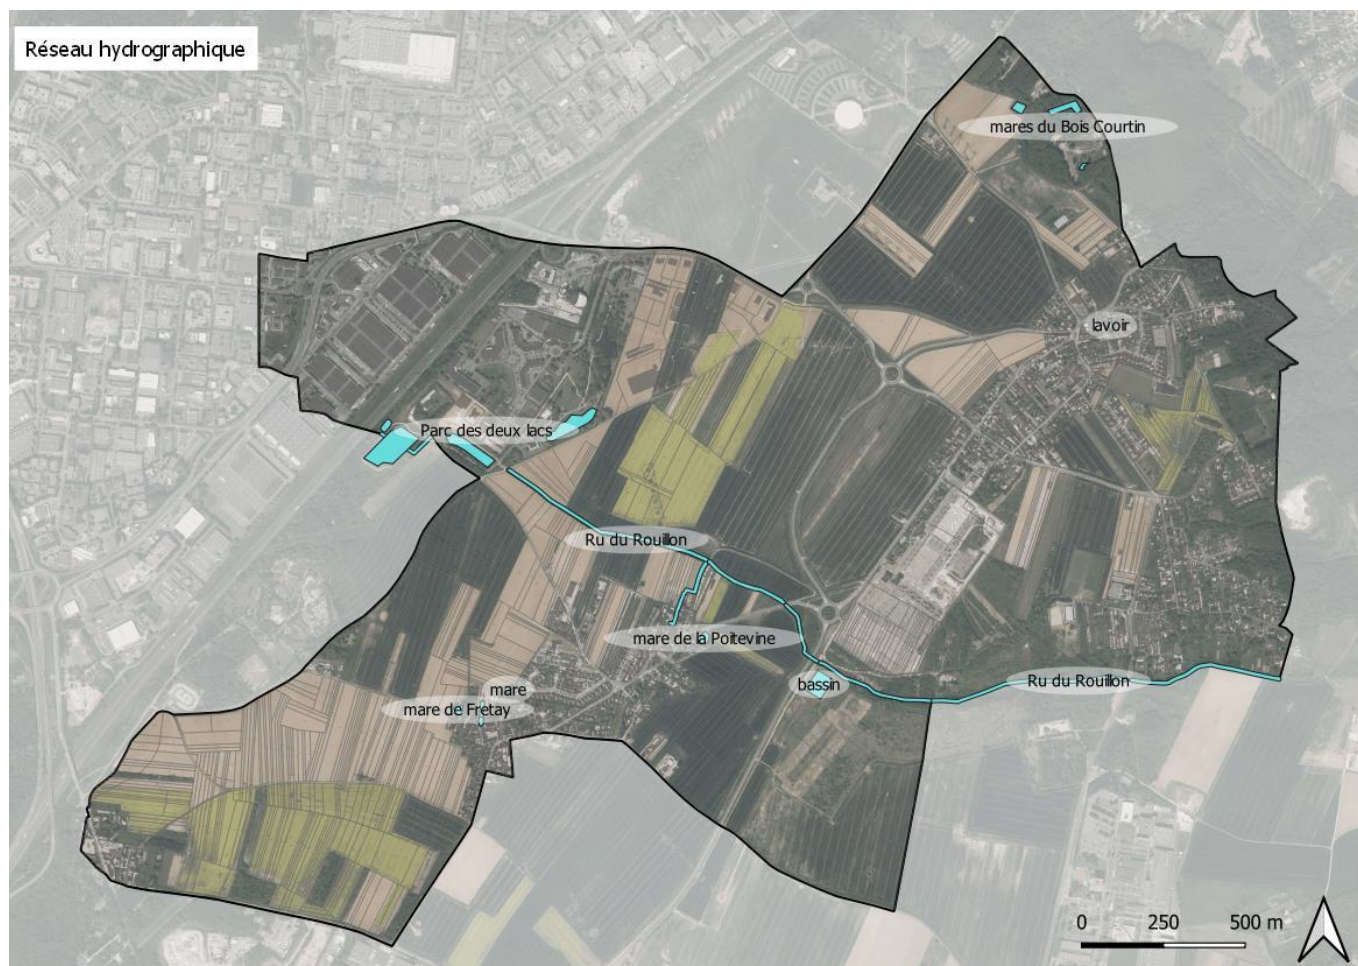 Réseau hydrographique
mares du Bois Courtin
lavoir
Parc des deux lacs
Ru du Rouillon
mare de la Poitevine
bassin
Ru du Rouillon
mare
mare de Fretay
0 250 500 m